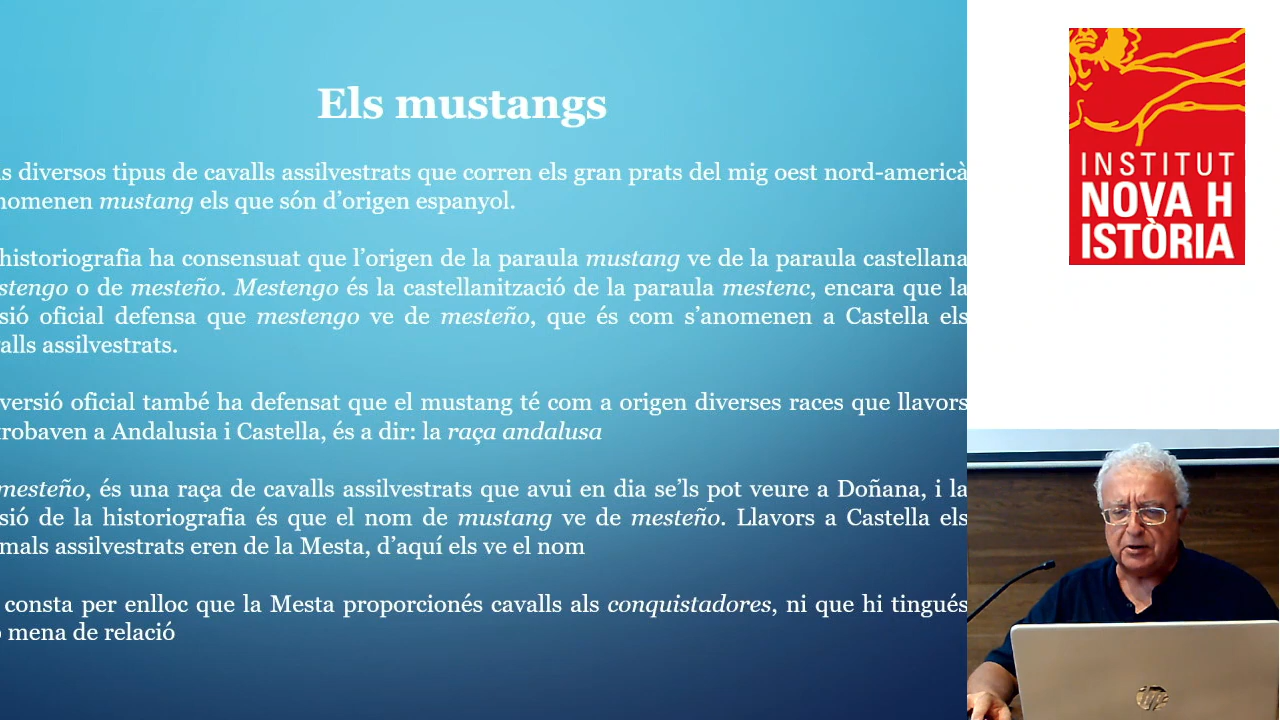 Els mustangs
diversos tipus de cavalls assilvestrats que corren els gran prats del mig oest nord-americà
mustang els que són d’origen espanyol.
historiografia ha consensuat que l’origen de la paraula mustang ve de la paraula castellana
o de mesteño. Mestengo és la castellanització de la paraula mestenc, encara que la
oficial defensa que mestengo ve de mesteño, que és com s’anomenen a Castella els
assilvestrats.
versió oficial també ha defensat que el mustang té com a origen diverses races que llavors
a Andalusia i Castella, és a dir: la raça andalusa
mesteño, és una raça de cavalls assilvestrats que avui en dia se’ls pot veure a Doñana, i la
de la historiografia és que el nom de mustang ve de mesteño. Llavors a Castella els
assilvestrats eren de la Mesta, d’aquí els ve el nom
consta per enlloc que la Mesta proporcionés cavalls als conquistadores, ni que hi tingués
mena de relació
INSTITUT
NOVA H
ISTÒRIA
hp